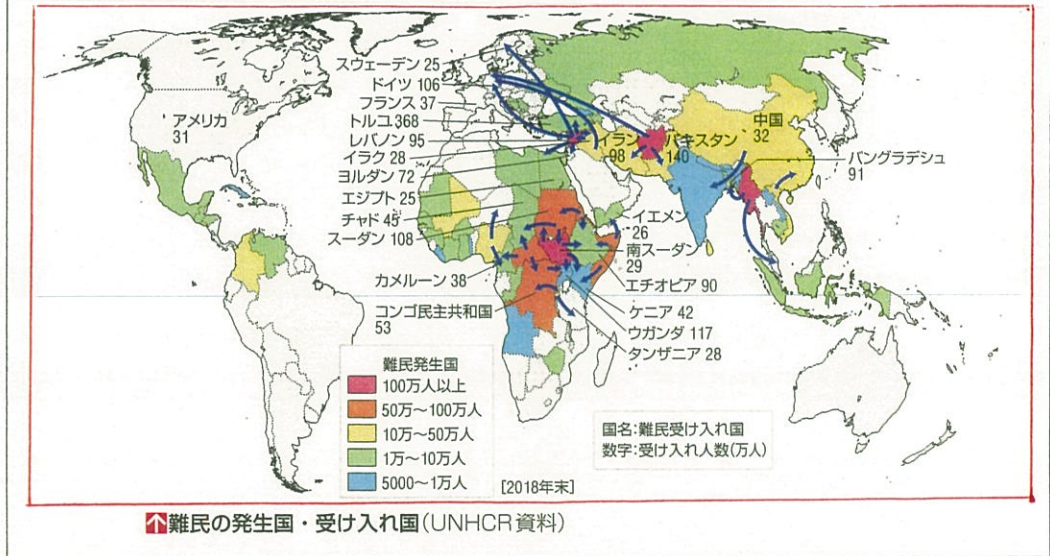 スウェーデン 25
ドイツ 106
フランス 37
トルコ 368
レバノン 95
イラク 28
ヨルダン 72
エジプト 25
チャド 45
スーダン 108
カメルーン 38
コンゴ民主共和国
53
アメリカ
31
イラン
98
パキスタン
140
中国
32
バングラデシュ
91
イエメン
26
南スーダン
29
エチオピア 90
ケニア 42
ウガンダ 117
タンザニア 28
難民発生国
100万人以上
50万~100万人
10万~50万人
1万~10万人
5000~1万人
国名:難民受け入れ国
数字:受け入れ人数(万人)
[2018年末]
難民の発生国・受け入れ国(UNHCR資料)